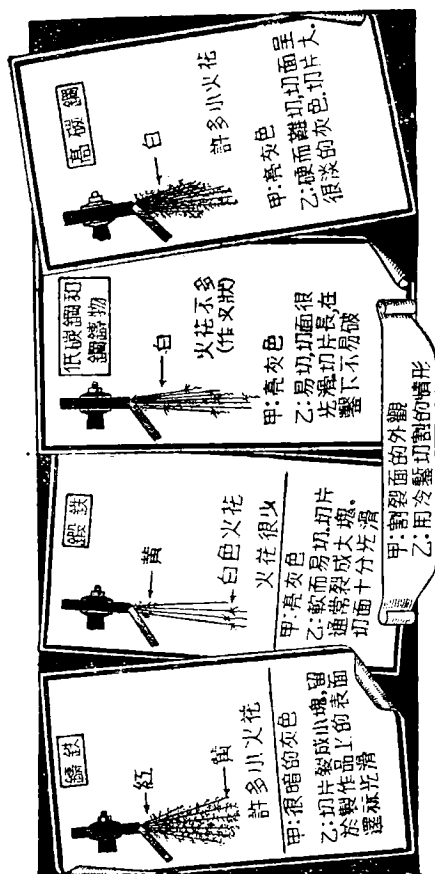 鑄鉄
紅
黃
許多小火花
甲:很暗的灰色
乙:切片裂成小塊,留
於製作品上的表面
還光滑
鍛鉄
黃
白色火花
火花很少
甲:亮灰色
乙:軟而易切,切片
通常裂成大塊。
切面十分光滑
低碳鋼和
鋼鑄物
白
火花不多
(作叉狀)
甲:亮灰色
乙:易切,切面很
光滑,切片長,在
鑿下不易破
高碳鋼
白
許多小火花
甲:亮灰色
乙:硬而難切,切面呈
很淡的灰色.切片大.
甲:割裂面的外觀
乙:用冷鑿切割的情形